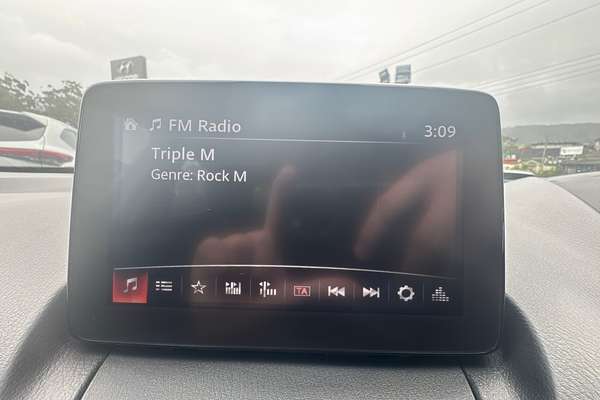 FM Radio
3:09
Triple M
Genre: Rock M
TA